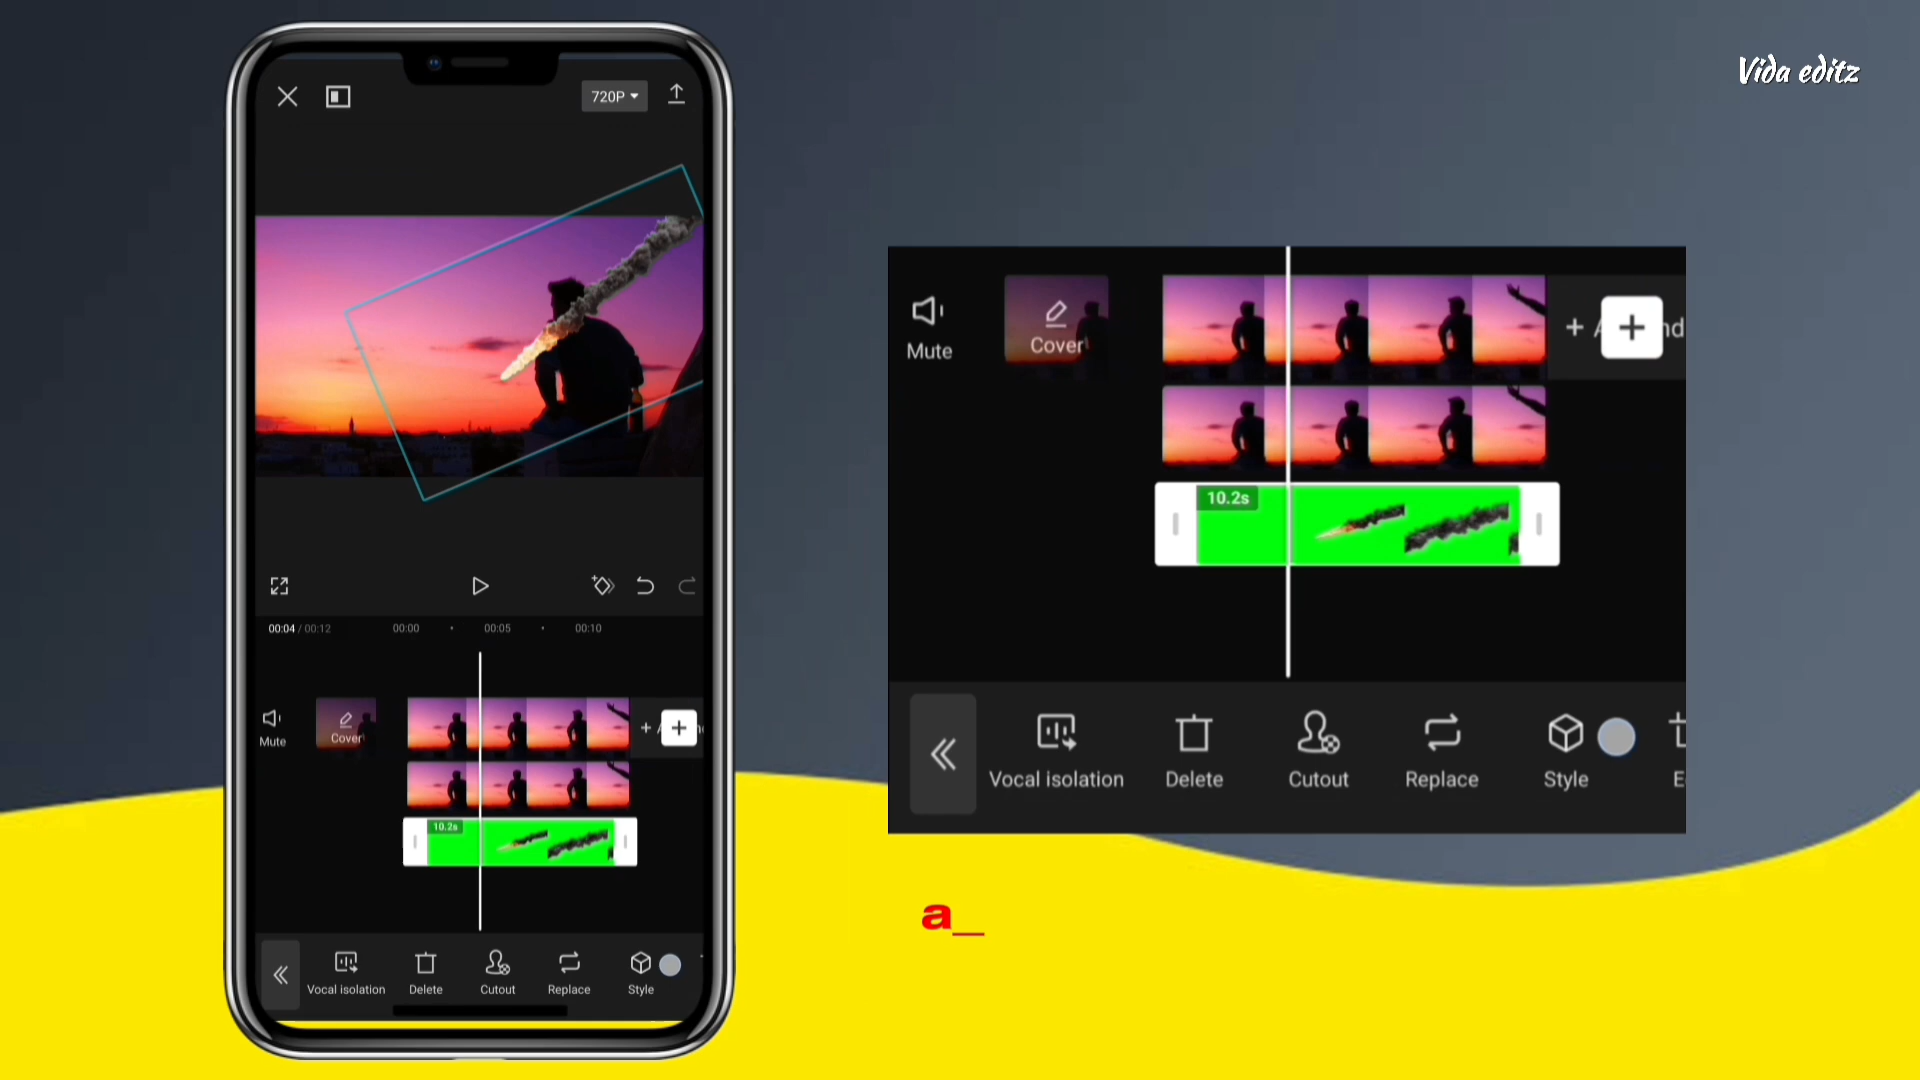 Vida editz
720P
00:04 / 00:12
00:00
00:05
00:10
Mute
Cover
10.2s
Vocal isolation
Delete
Cutout
Replace
Style
Mute
Cover
10.2s
Vocal isolation
Delete
Cutout
Replace
Style
a_